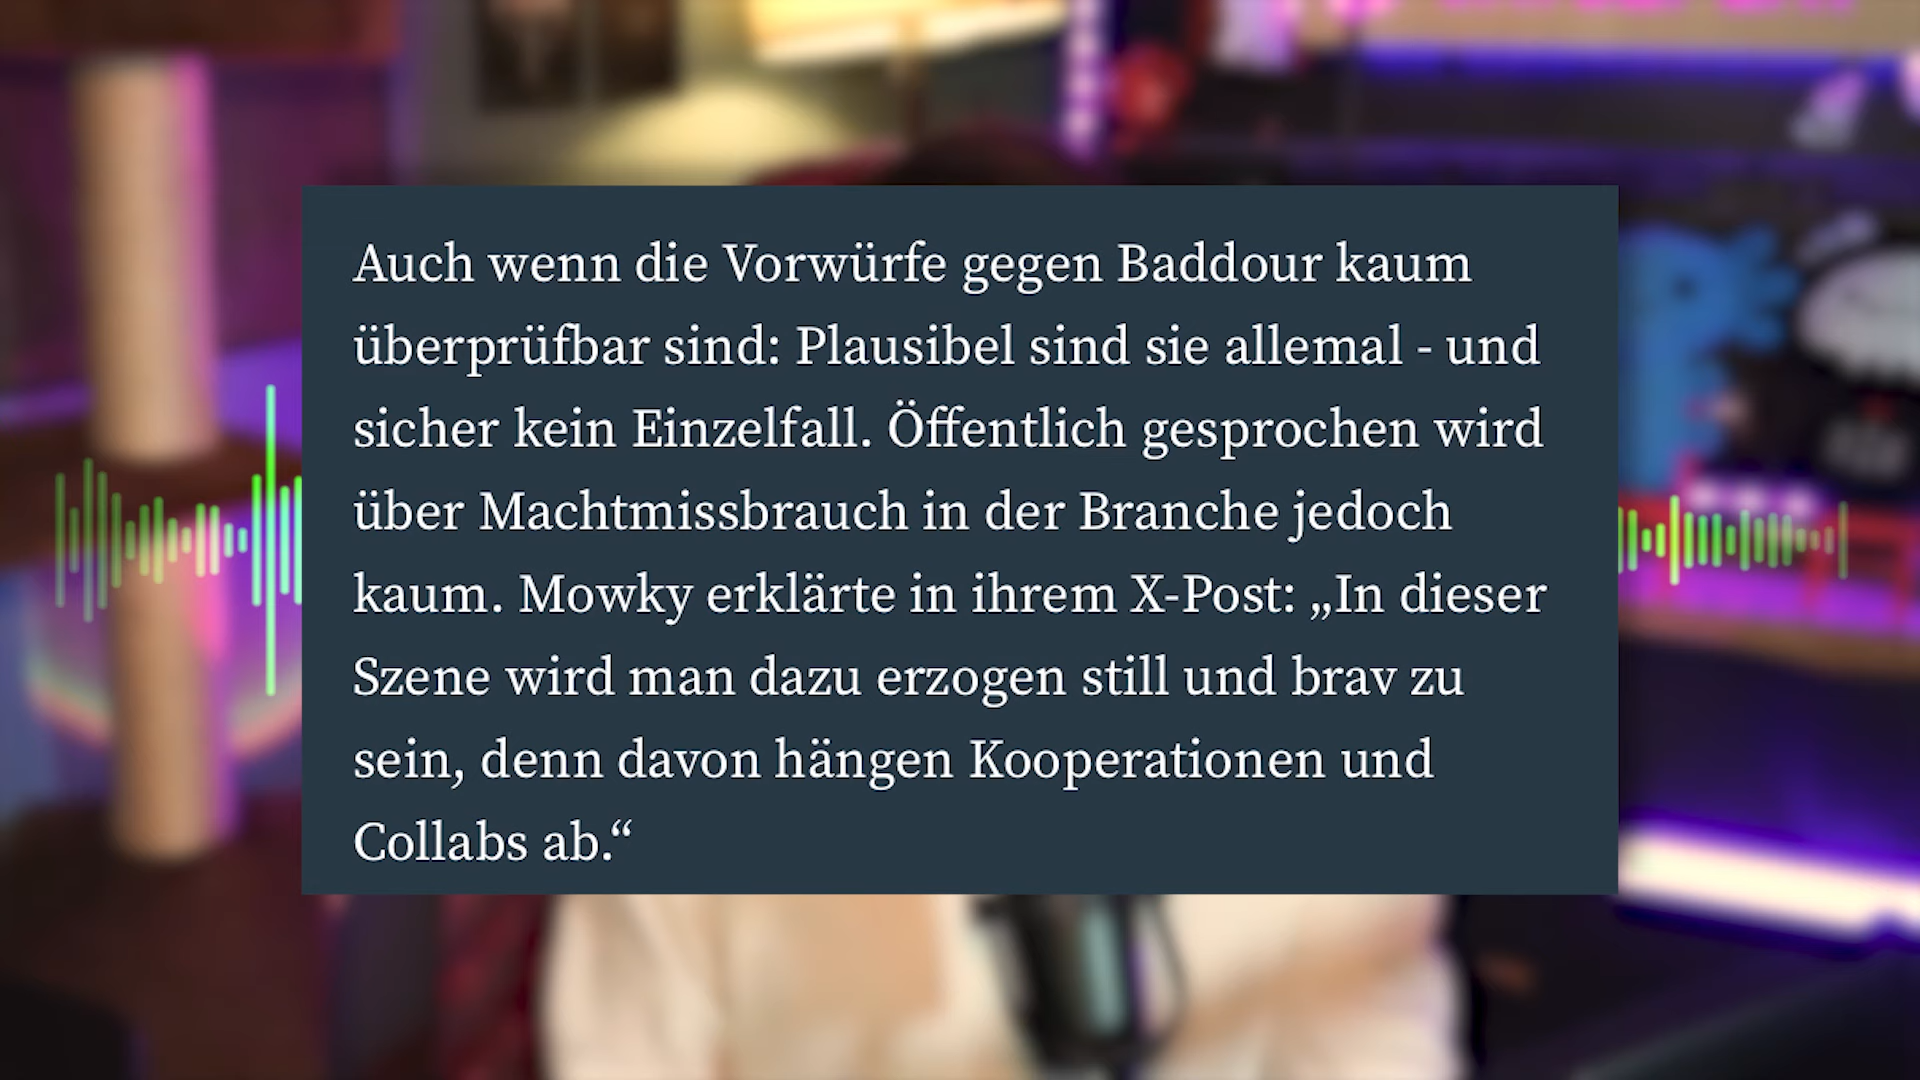 Auch wenn die Vorwürfe gegen Baddour kaum
überprüfbar sind: Plausibel sind sie allemal - und
sicher kein Einzelfall. Öffentlich gesprochen wird
über Machtmissbrauch in der Branche jedoch
kaum. Mowky erklärte in ihrem X-Post: „In dieser
Szene wird man dazu erzogen still und brav zu
sein, denn davon hängen Kooperationen und
Collabs ab.“